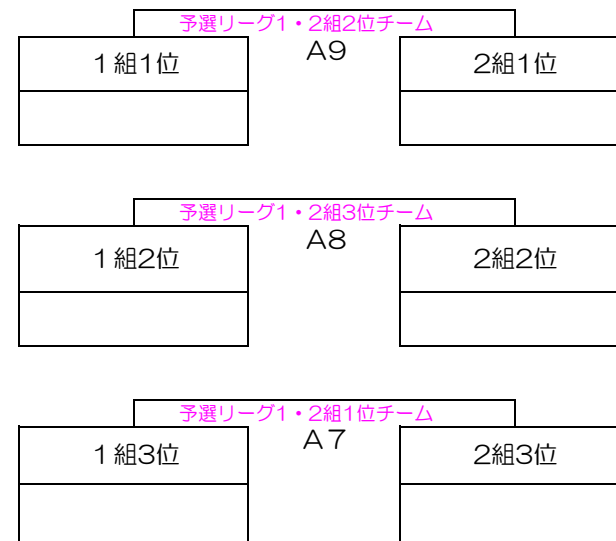 予選リーグ1・2組2位チーム
A9
1組1位
2組1位
予選リーグ1・2組3位チーム
A8
1組2位
2組2位
予選リーグ1・2組1位チーム
A7
1組3位
2組3位